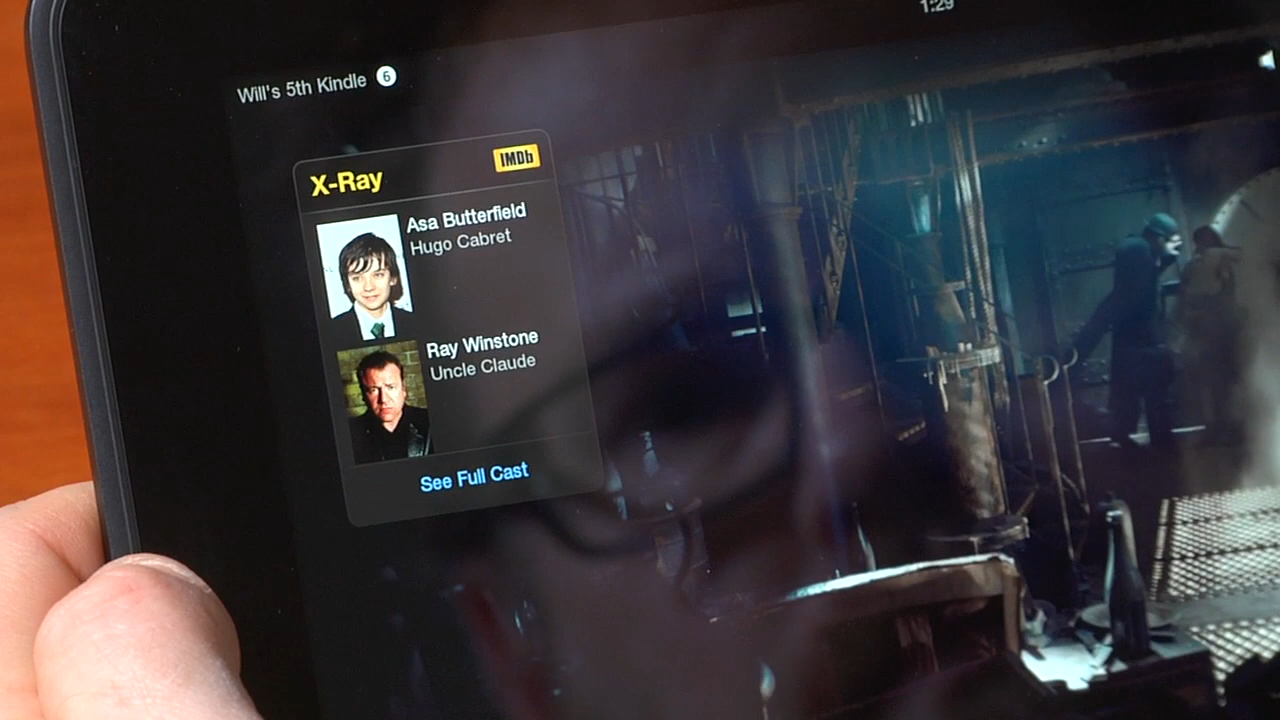 1:29
Will's 5th Kindle 6
X-Ray IMDb
Asa Butterfield
Hugo Cabret
Ray Winstone
Uncle Claude
See Full Cast